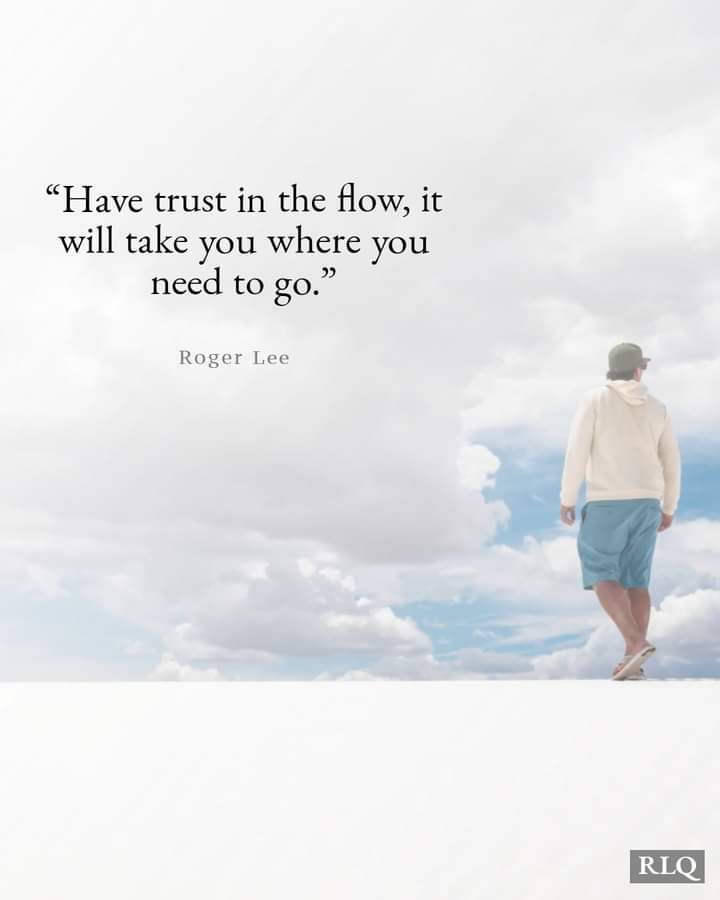 “Have trust in the flow, it
will take you where you
need to go.”
Roger Lee
RLQ